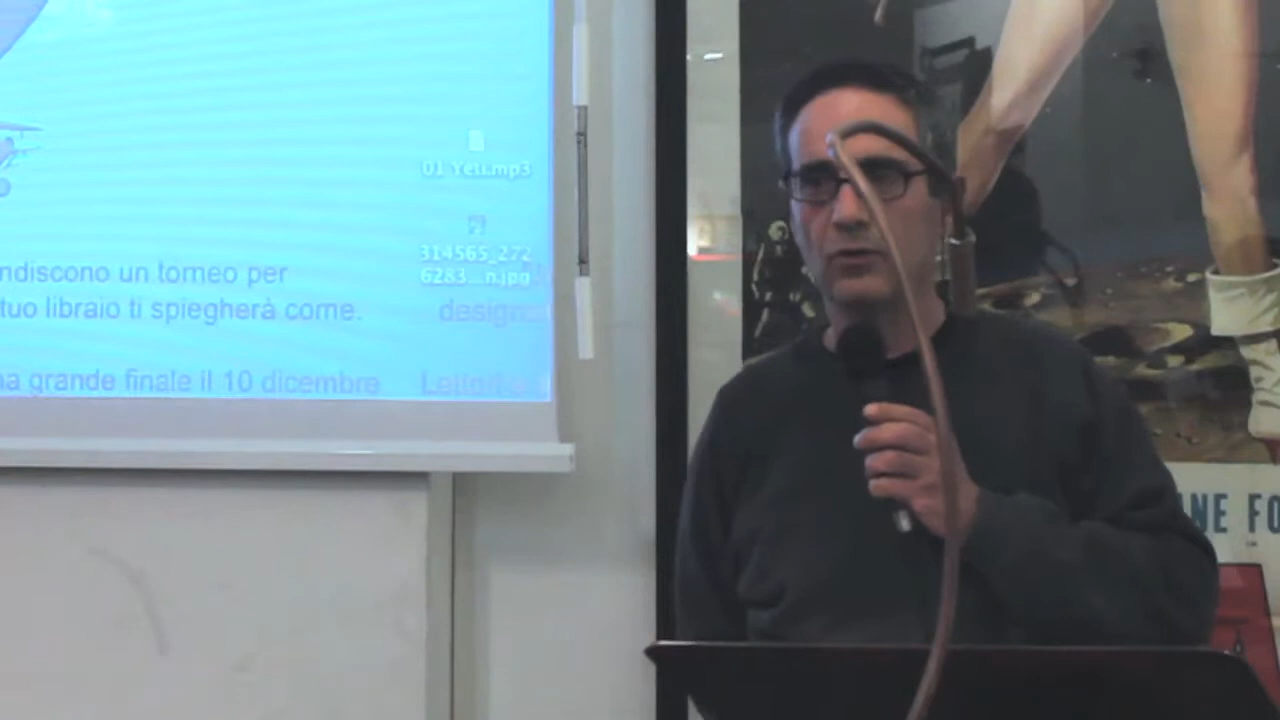 01 Yeti.mp3
314565_272
6283...n.jpg
ndiscono un torneo per
tuo libraio ti spiegherà come.
design
na grande finale il 10 dicembre
NE FO